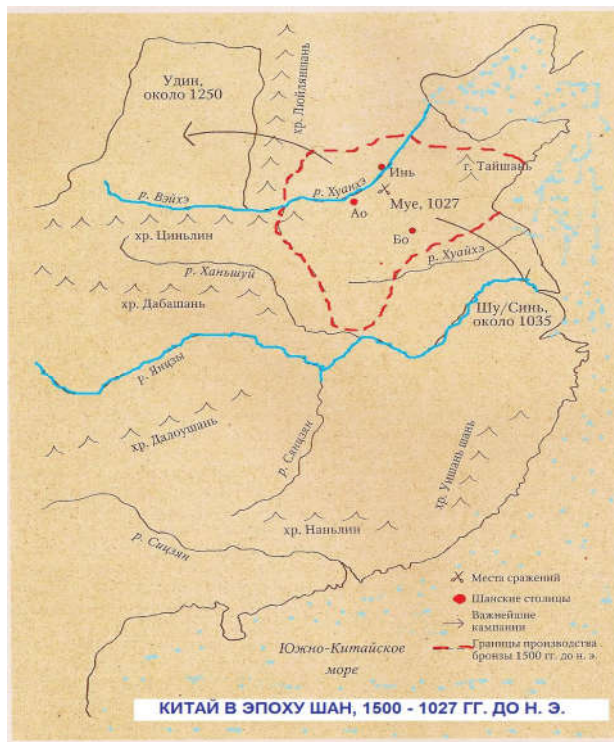 Удин,
около 1250
хр. Люйляншань
г. Тайшань
Инь
р. Хуанхэ
р. Вэйхэ
Муе, 1027
Ао
хр. Циньлин
Бо
р. Хуайхэ
р. Ханьшуй
хр. Дабашань
Шу/Синь,
около 1035
р. Янцзы
хр. Далоушань
р. Сянцзян
хр. Уишань шань
хр. Наньлин
р. Сицзян
Места сражений
Шанские столицы
Важнейшие
кампании
Границы производства
бронзы 1500 гг. до н. э.
Южно-Китайское
море
КИТАЙ В ЭПОХУ ШАН, 1500 - 1027 ГГ. ДО Н. Э.